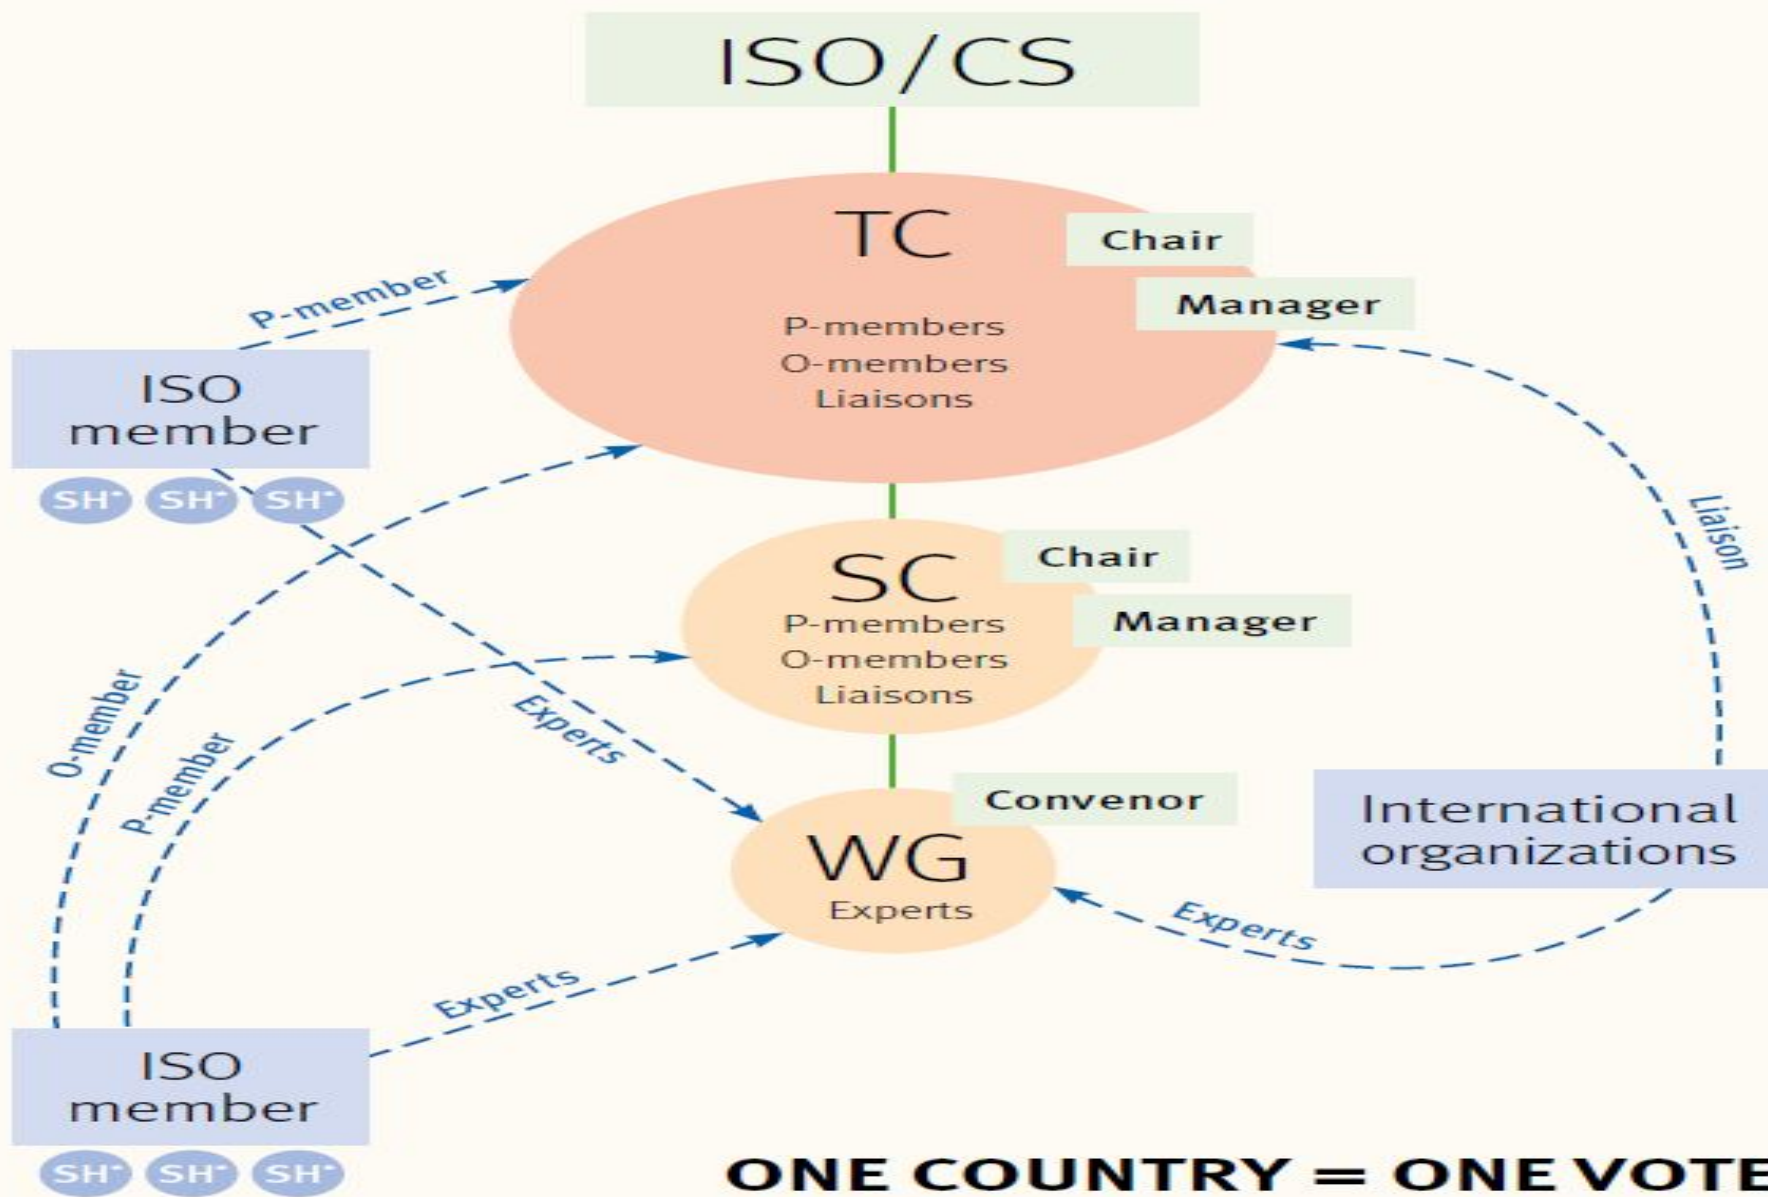 ISO/CS
TC
Chair
Manager
P-members
O-members
Liaisons
P-member
ISO
member
SH* SH* SH*
SC
Chair
Manager
P-members
O-members
Liaisons
Liaison
O-member
P-member
Experts
Convenor
WG
Experts
International
organizations
Experts
Experts
ISO
member
SH* SH* SH*
ONE COUNTRY = ONE VOTE